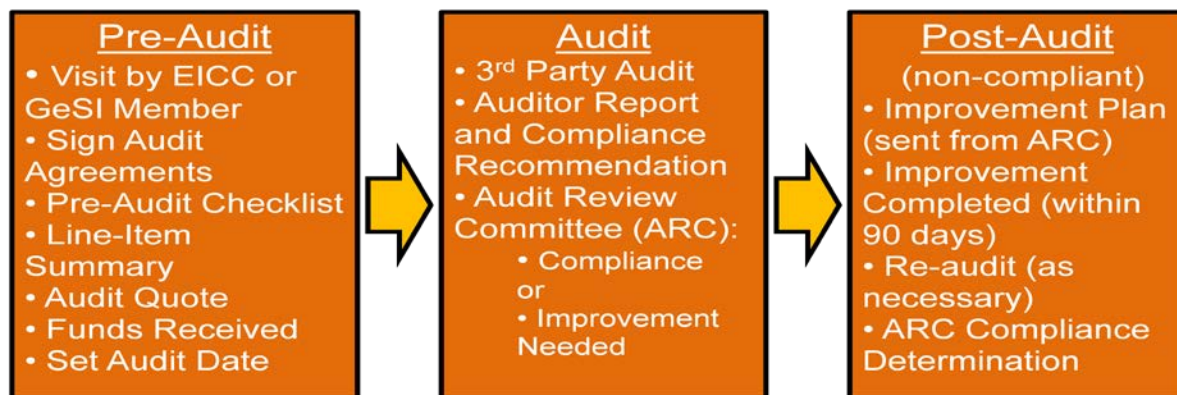 Pre-Audit
• Visit by EICC or
GeSI Member
• Sign Audit
Agreements
• Pre-Audit Checklist
• Line-Item
Summary
• Audit Quote
• Funds Received
• Set Audit Date
Audit
• 3rd Party Audit
• Auditor Report
and Compliance
Recommendation
• Audit Review
Committee (ARC):
• Compliance
or
• Improvement
Needed
Post-Audit
(non-compliant)
• Improvement Plan
(sent from ARC)
• Improvement
Completed (within
90 days)
• Re-audit (as
necessary)
• ARC Compliance
Determination